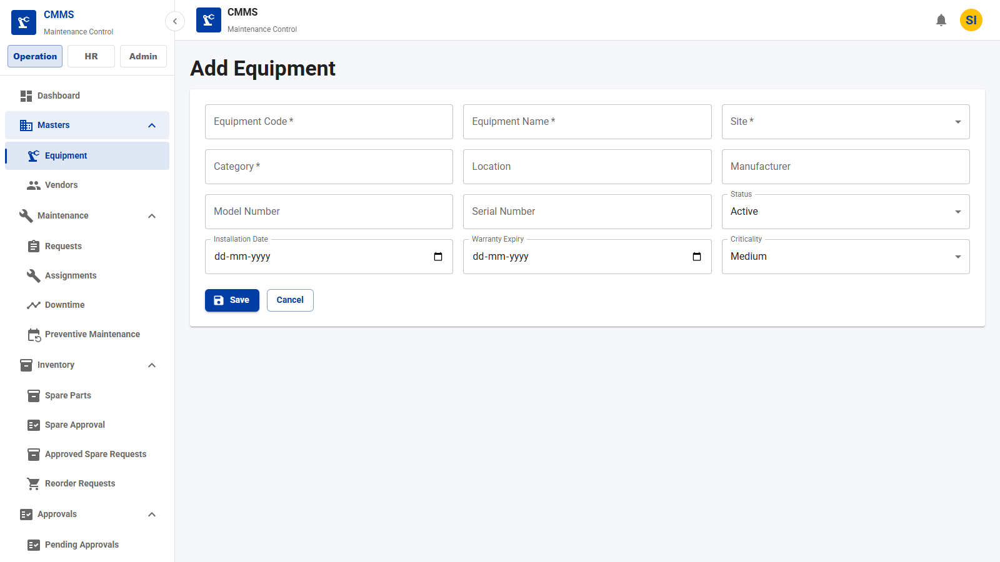 CMMS
Maintenance Control
Operation
HR
Admin
Dashboard
Masters
Equipment
Vendors
Maintenance
Requests
Assignments
Downtime
Preventive Maintenance
Inventory
Spare Parts
Spare Approval
Approved Spare Requests
Reorder Requests
Approvals
Pending Approvals
CMMS
Maintenance Control
SI
Add Equipment
Equipment Code *
Equipment Name *
Site *
Category *
Location
Manufacturer
Model Number
Serial Number
Status
Active
Installation Date
dd-mm-yyyy
Warranty Expiry
dd-mm-yyyy
Criticality
Medium
Save
Cancel